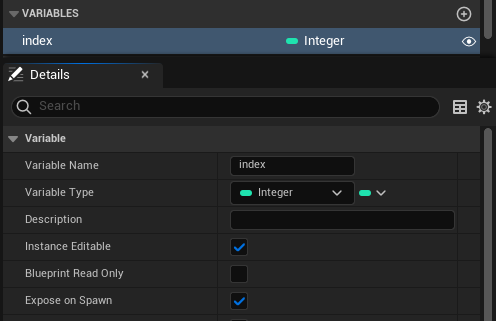 VARIABLES
index Integer
Details
Search
Variable
Variable Name index
Variable Type Integer
Description
Instance Editable
Blueprint Read Only
Expose on Spawn